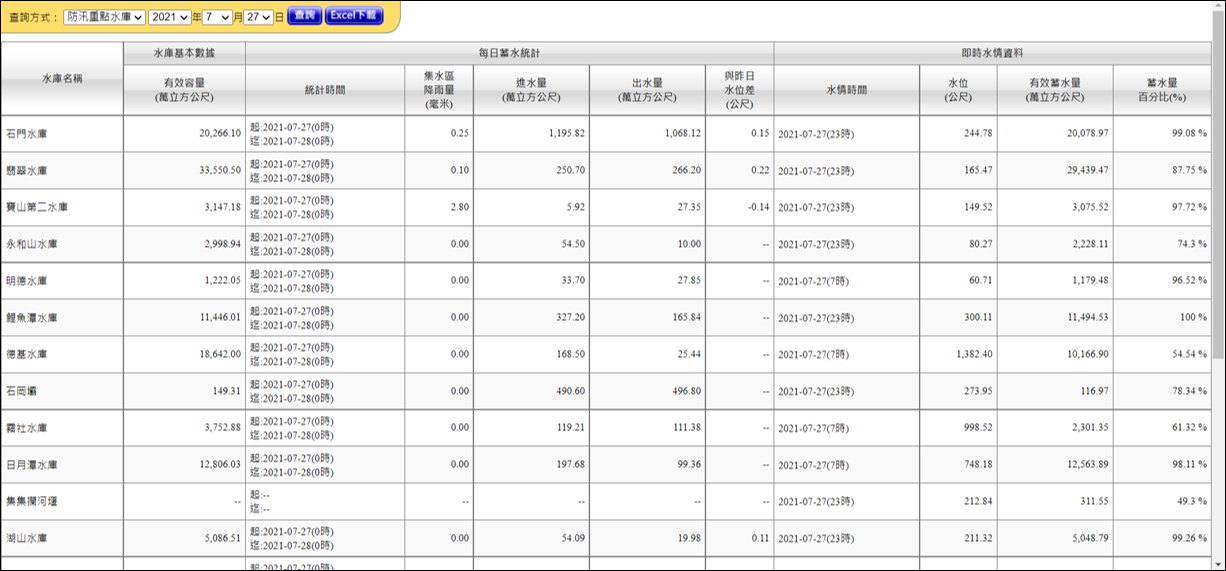 查詢方式： 防汛重點水庫 2021 年 7 月 27 日 查詢 Excel下載
水庫名稱 水庫基本數據 每日蓄水統計 即時水情資料
有效容量
(萬立方公尺)
統計時間
集水區
降雨量
(毫米)
進水量
(萬立方公尺)
出水量
(萬立方公尺)
與昨日
水位差
(公尺)
水情時間
水位
(公尺)
有效蓄水量
(萬立方公尺)
蓄水量
百分比(%)
石門水庫 20,266.10 起:2021-07-27(0時)
迄:2021-07-28(0時) 0.25 1,195.82 1,068.12 0.15 2021-07-27(23時) 244.78 20,078.97 99.08 %
翡翠水庫 33,550.50 起:2021-07-27(0時)
迄:2021-07-28(0時) 0.10 250.70 266.20 0.22 2021-07-27(23時) 165.47 29,439.47 87.75 %
寶山第二水庫 3,147.18 起:2021-07-27(0時)
迄:2021-07-28(0時) 2.80 5.92 27.35 -0.14 2021-07-27(23時) 149.52 3,075.52 97.72 %
永和山水庫 2,998.94 起:2021-07-27(0時)
迄:2021-07-28(0時) 0.00 54.50 10.00 -- 2021-07-27(23時) 80.27 2,228.11 74.3 %
明德水庫 1,222.05 起:2021-07-27(0時)
迄:2021-07-28(0時) 0.00 33.70 27.85 -- 2021-07-27(7時) 60.71 1,179.48 96.52 %
鯉魚潭水庫 11,446.01 起:2021-07-27(0時)
迄:2021-07-28(0時) 0.00 327.20 165.84 -- 2021-07-27(23時) 300.11 11,494.53 100 %
德基水庫 18,642.00 起:2021-07-27(0時)
迄:2021-07-28(0時) 0.00 168.50 25.44 -- 2021-07-27(7時) 1,382.40 10,166.90 54.54 %
石岡壩 149.31 起:2021-07-27(0時)
迄:2021-07-28(0時) 0.00 490.60 496.80 -- 2021-07-27(23時) 273.95 116.97 78.34 %
霧社水庫 3,752.88 起:2021-07-27(0時)
迄:2021-07-28(0時) 0.00 119.21 111.38 -- 2021-07-27(7時) 998.52 2,301.35 61.32 %
日月潭水庫 12,806.03 起:2021-07-27(0時)
迄:2021-07-28(0時) 0.00 197.68 99.36 -- 2021-07-27(7時) 748.18 12,563.89 98.11 %
集集攔河堰 -- 起:--
迄:-- -- -- -- -- 2021-07-27(23時) 212.84 311.55 49.3 %
湖山水庫 5,086.51 起:2021-07-27(0時)
迄:2021-07-28(0時) 0.00 54.09 19.98 0.11 2021-07-27(23時) 211.32 5,048.79 99.26 %
起:2021-07-27(0時)